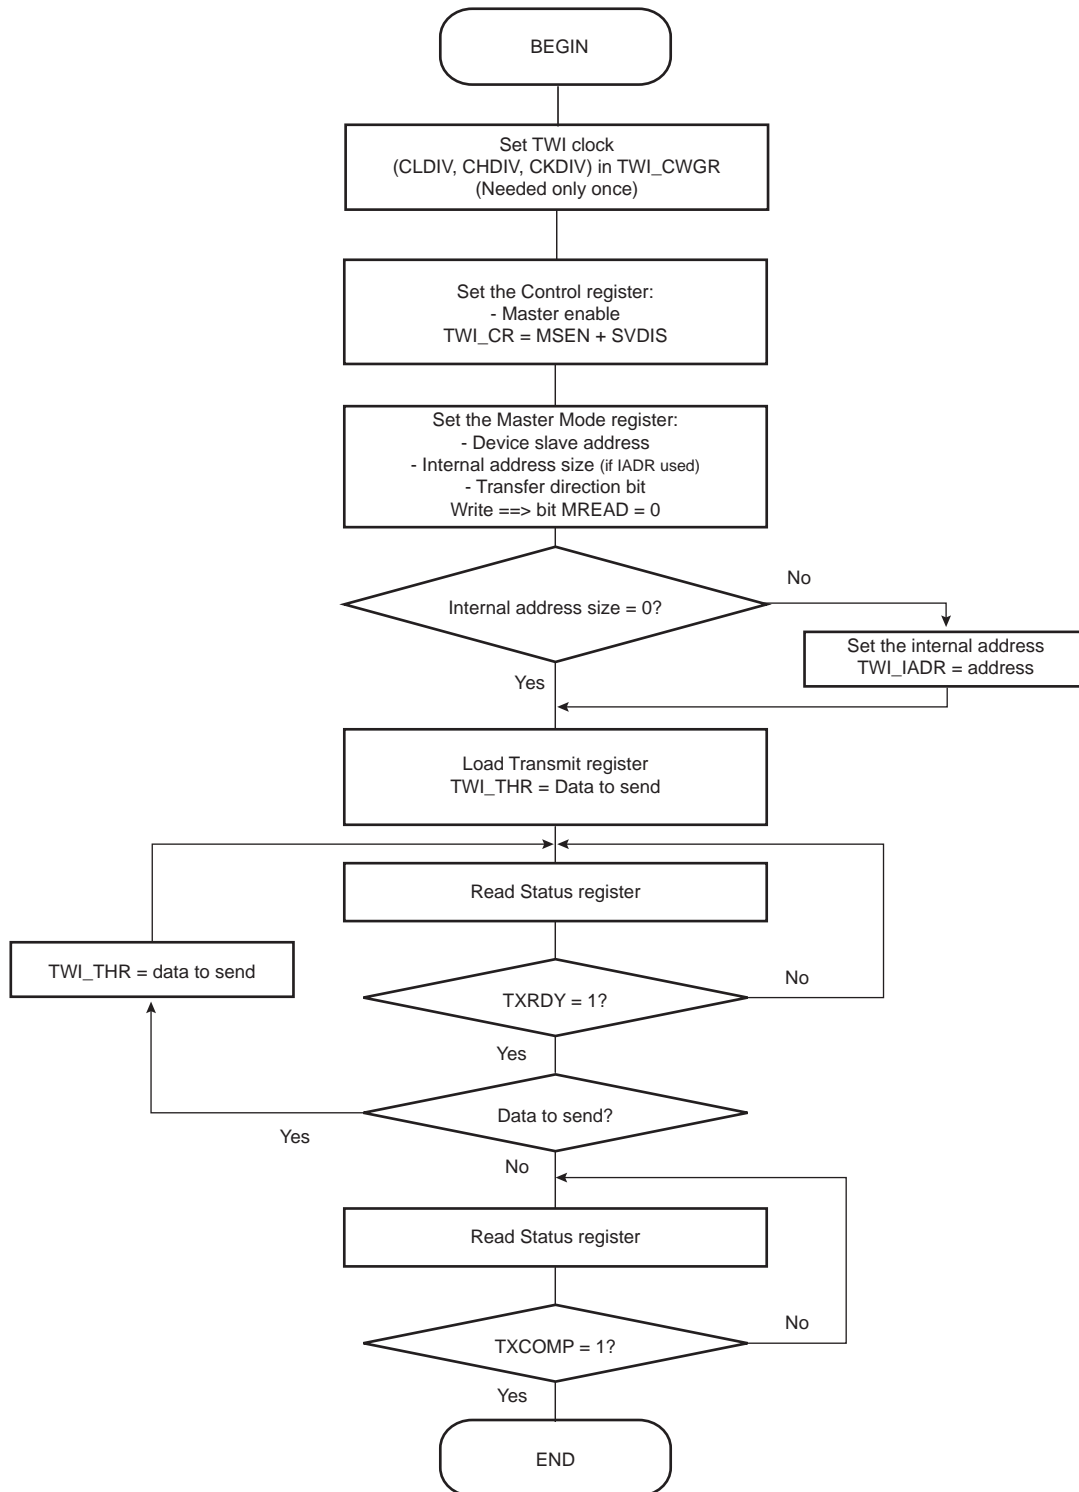 BEGIN
Set TWI clock
(CLDIV, CHDIV, CKDIV) in TWI_CWGR
(Needed only once)
Set the Control register:
- Master enable
TWI_CR = MSEN + SVDIS
Set the Master Mode register:
- Device slave address
- Internal address size (if IADR used)
- Transfer direction bit
Write ==> bit MREAD = 0
No
Internal address size = 0?
Set the internal address
TWI_IADR = address
Yes
Load Transmit register
TWI_THR = Data to send
Read Status register
TWI_THR = data to send
No
TXRDY = 1?
Yes
Data to send?
Yes
No
Read Status register
No
TXCOMP = 1?
Yes
END